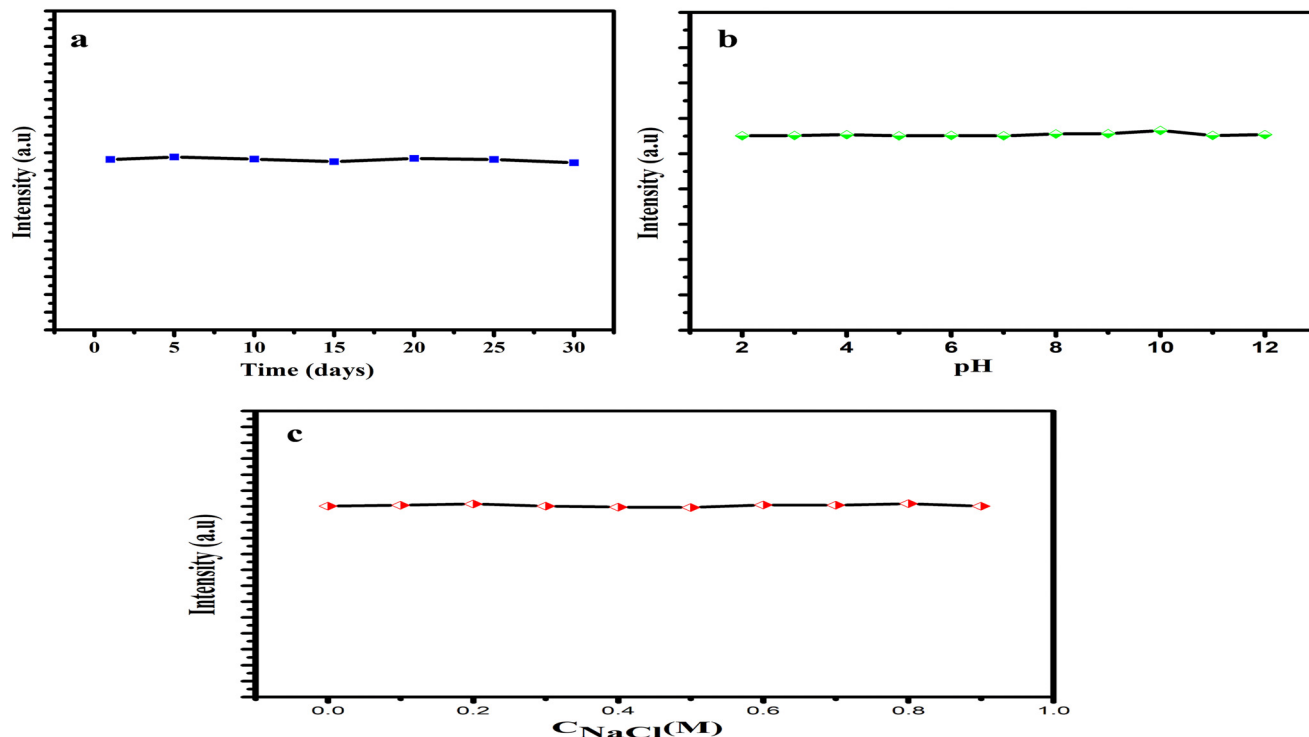 a
Intensity (a.u)
0 5 10 15 20 25 30
Time (days)
b
Intensity (a.u)
2 4 6 8 10 12
pH
c
Intensity (a.u)
0.0 0.2 0.4 0.6 0.8 1.0
CNaCl(M)